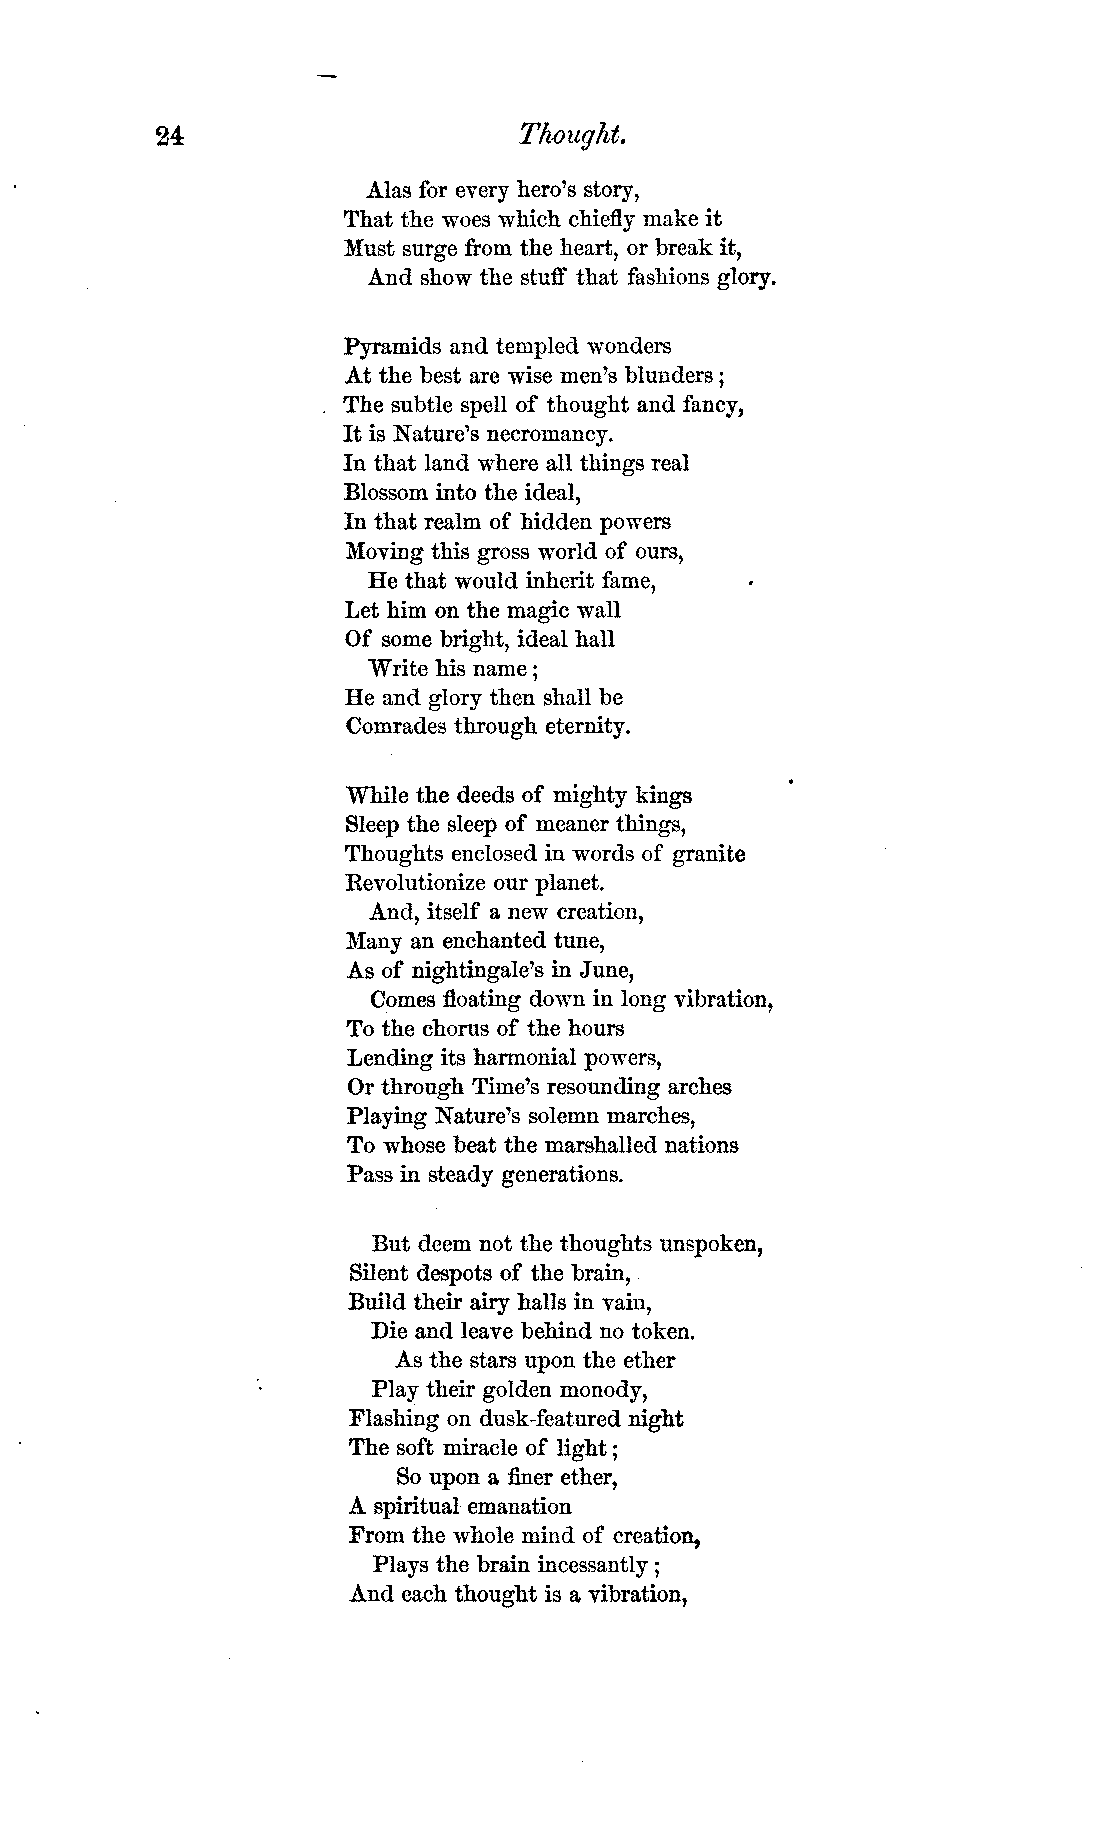 24 Thought.
Alas for every hero's story,
That the woes which chiefly make it
Must surge from the heart, or break it,
And show the stuff that fashions glory.
Pyramids and templed wonders
At the best are wise men's blunders;
The subtle spell of thought and fancy,
It is Nature's necromancy.
In that land where all things real
Blossom into the ideal,
In that realm of hidden powers
Moving this gross world of ours,
He that would inherit fame,
Let him on the magic wall
Of some bright, ideal hall
Write his name;
He and glory then shall be
Comrades through eternity.
While the deeds of mighty kings
Sleep the sleep of meaner things,
Thoughts enclosed in words of granite
Revolutionize our planet.
And, itself a new creation,
Many an enchanted tune,
As of nightingale's in June,
Comes floating down in long vibration,
To the chorus of the hours
Lending its harmonial powers,
Or through Time's resounding arches
Playing Nature's solemn marches,
To whose beat the marshalled nations
Pass in steady generations.
But deem not the thoughts unspoken,
Silent despots of the brain,
Build their airy halls in vain,
Die and leave behind no token.
As the stars upon the ether
Play their golden monody,
Flashing on dusk-featured night
The soft miracle of light;
So upon a finer ether,
A spiritual emanation
From the whole mind of creation,
Plays the brain incessantly;
And each thought is a vibration,